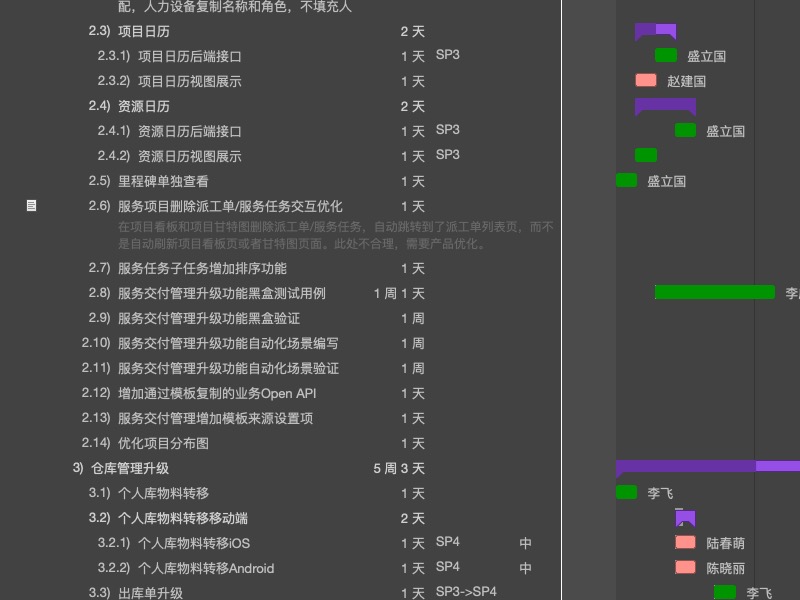 配，人力设备复制名称和角色，不填充人
2.3) 项目日历 2 天
2.3.1) 项目日历后端接口 1 天 SP3 盛立国
2.3.2) 项目日历视图展示 1 天 赵建国
2.4) 资源日历 2 天
2.4.1) 资源日历后端接口 1 天 SP3 盛立国
2.4.2) 资源日历视图展示 1 天 SP3
2.5) 里程碑单独查看 1 天 盛立国
2.6) 服务项目删除派工单/服务任务交互优化 1 天
在项目看板和项目甘特图删除派工单/服务任务，自动跳转到了派工单列表页，而不
是自动刷新项目看板页或者甘特图页面。此处不合理，需要产品优化。
2.7) 服务任务子任务增加排序功能 1 天
2.8) 服务交付管理升级功能黑盒测试用例 1 周 1 天 李
2.9) 服务交付管理升级功能黑盒验证 1 周
2.10) 服务交付管理升级功能自动化场景编写 1 周
2.11) 服务交付管理升级功能自动化场景验证 1 周
2.12) 增加通过模板复制的业务Open API 1 天
2.13) 服务交付管理增加模板来源设置项 1 天
2.14) 优化项目分布图 1 天
3) 仓库管理升级 5 周 3 天
3.1) 个人库物料转移 1 天 李飞
3.2) 个人库物料转移移动端 2 天
3.2.1) 个人库物料转移iOS 1 天 SP4 中 陆春萌
3.2.2) 个人库物料转移Android 1 天 SP4 中 陈晓丽
3.3) 出库单升级 1 天 SP3->SP4 李飞